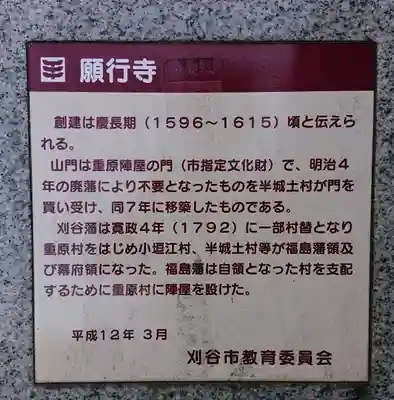 願行寺
創建は慶長期（1596〜1615）頃と伝えら
れる。
山門は重原陣屋の門（市指定文化財）で、明治４
年の廃藩により不要となったものを半城土村が門を
買い受け、同７年に移築したものである。
刈谷藩は寛政４年（1792）に一部村替となり
重原村をはじめ小垣江村、半城土村等が福島藩領及
び幕府領になった。福島藩は自領となった村を支配
するために重原村に陣屋を設けた。
平成12年 3月
刈谷市教育委員会